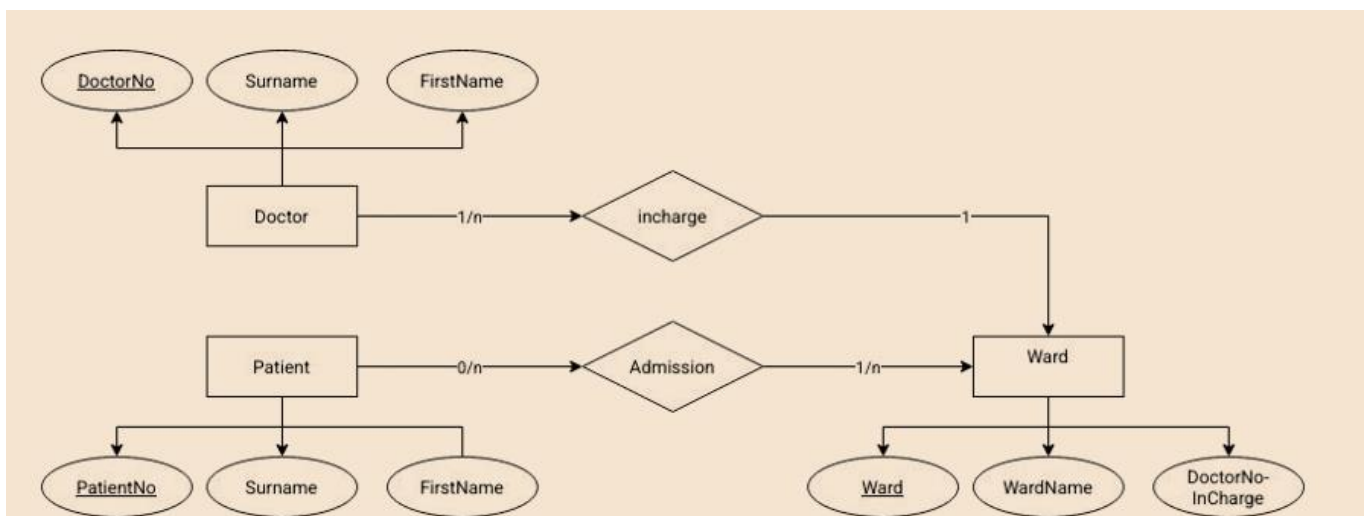 DoctorNo
Surname
FirstName
Doctor
1/n
incharge
1
Patient
0/n
Admission
1/n
Ward
PatientNo
Surname
FirstName
Ward
WardName
DoctorNo-
InCharge